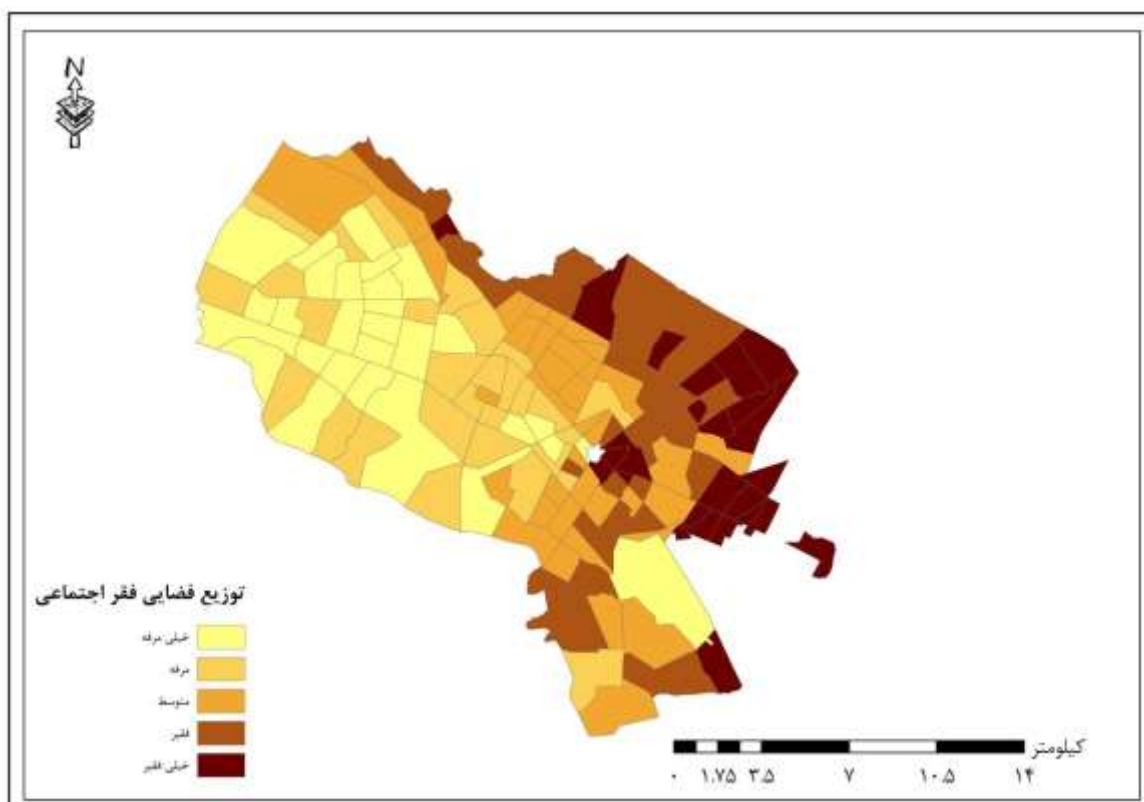 N
توزیع فضایی فقر اجتماعی
خیلی مرفه
مرفه
متوسط
فقیر
خیلی فقیر
کیلومتر
۰ ۱.۷۵ ۳.۵ ۷ ۱۰.۵ ۱۴